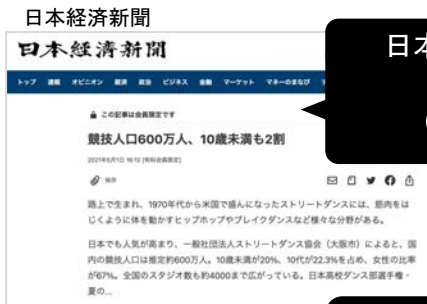 日本経済新聞
日本経済新聞
日本
トップ 速報 オピニオン 経済 政治 ビジネス 金融 マーケット マネーのまなび
この記事は会員限定です
競技人口600万人、10歳未満も2割
2021年5月1日 16:12 [有料会員限定]
保存
路上で生まれ、1970年代から米国で盛んになったストリートダンスには、筋肉をは
じくように体を動かすヒップホップやブレイクダンスなど様々な分野がある。
日本でも人気が高まり、一般社団法人ストリートダンス協会（大阪市）によると、国
内の競技人口は推定約600万人。10歳未満が20%、10代が22.3%を占め、女性の比率
が67%。全国のスタジオ数も約4000まで広がっている。日本高校ダンス部選手権・
夏の...